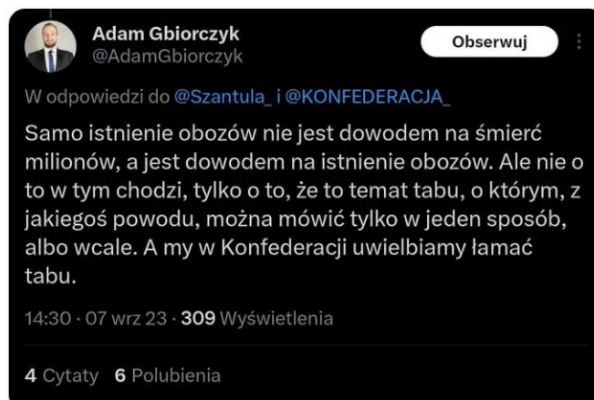 Adam Gbiorczyk
@AdamGbiorczyk
Obserwuj
W odpowiedzi do @Szantula_ i @KONFEDERACJA_
Samo istnienie obozów nie jest dowodem na śmierć
milionów, a jest dowodem na istnienie obozów. Ale nie o
to w tym chodzi, tylko o to, że to temat tabu, o którym, z
jakiegoś powodu, można mówić tylko w jeden sposób,
albo wcale. A my w Konfederacji uwielbiamy łamać
tabu.
14:30 · 07 wrz 23 · 309 Wyświetlenia
4 Cytaty 6 Polubienia